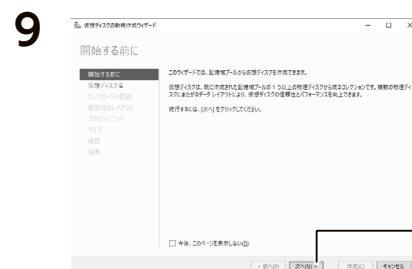 9
仮想ディスクの新規作成ウィザード
開始する前に
開始する前に
仮想ディスク名
エンクロージャ認識
記憶域のレイアウト
プロビジョニング
サイズ
確認
結果
このウィザードでは、記憶域プールから仮想ディスクを作成できます。
仮想ディスクは、既に作成された記憶域プールの 1 つ以上の物理ディスクから成るコレクションです。複数の物理ディ
スクにまたがるデータ レイアウトにより、仮想ディスクの信頼性とパフォーマンスを向上できます。
続行するには、[次へ] をクリックしてください。
今後、このページを表示しない(D)
< 前へ(P) 次へ(N) > 作成(C) キャンセル